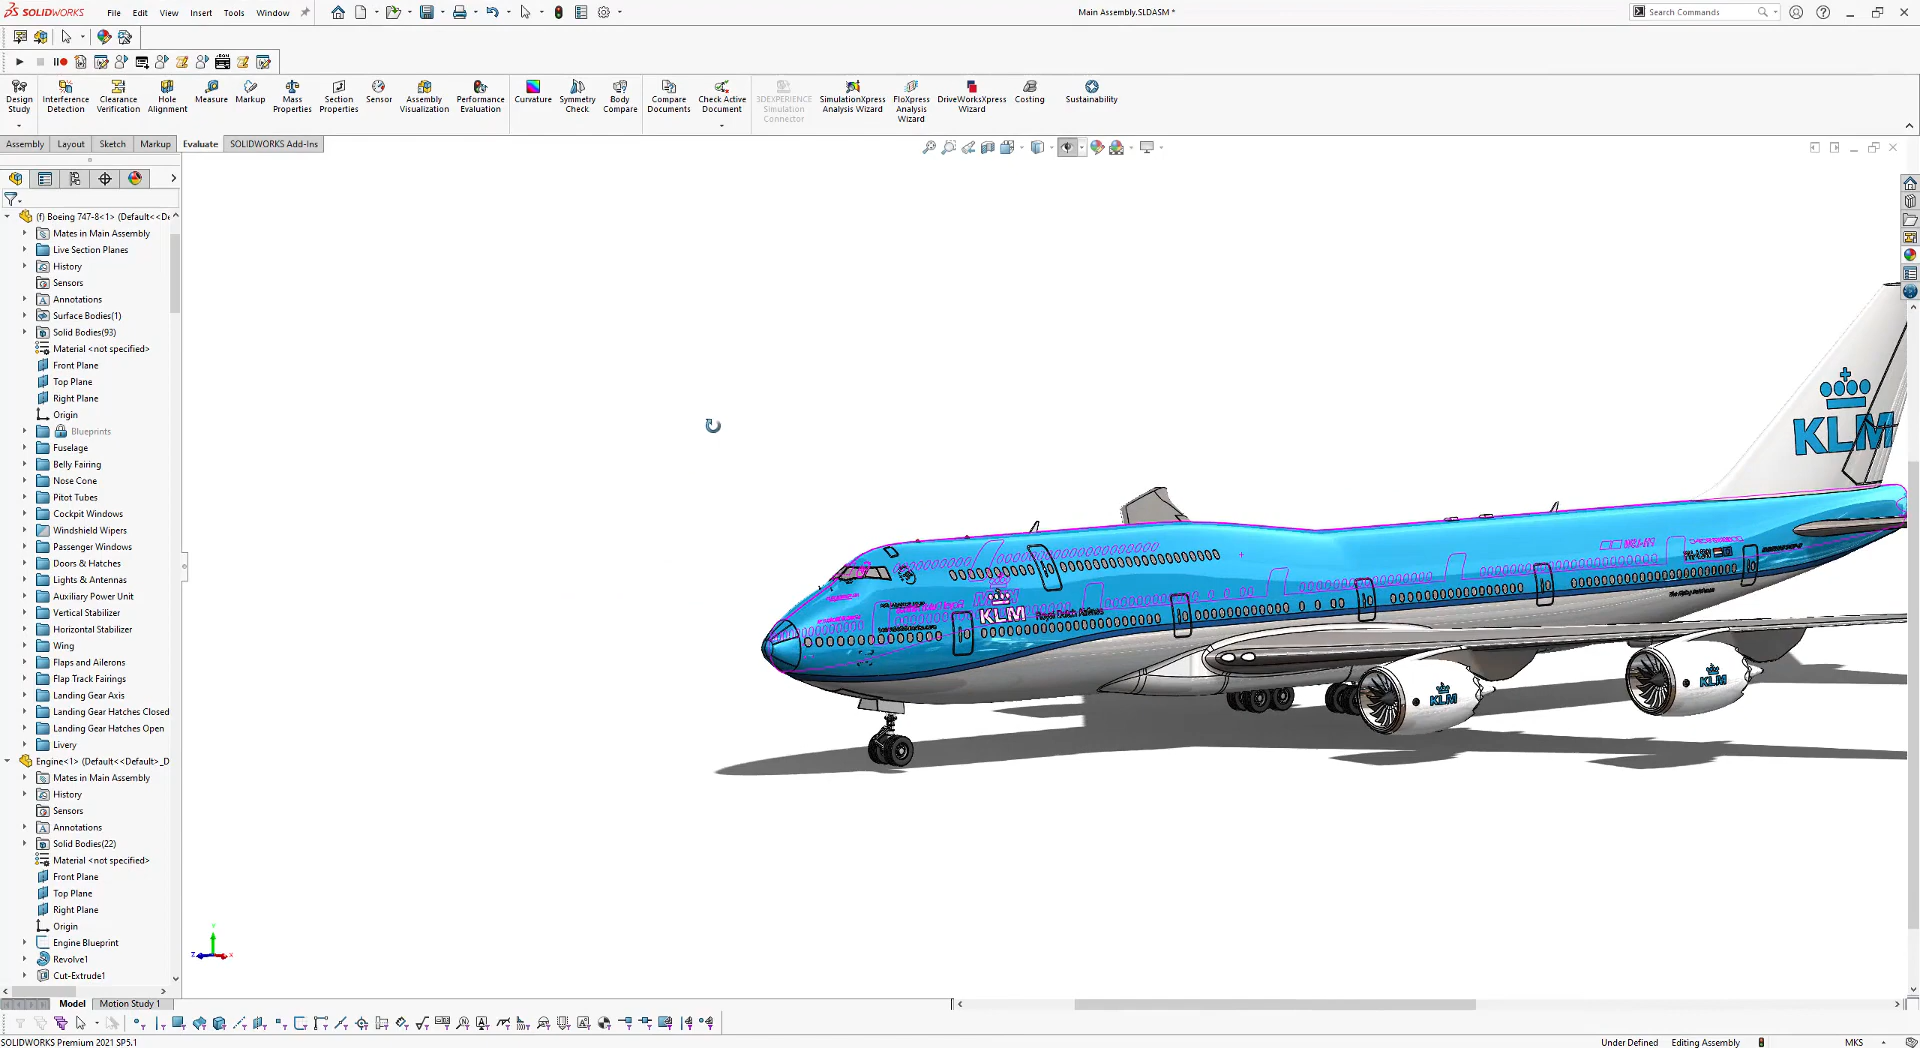 SOLIDWORKS
File Edit View Insert Tools Window
Main Assembly.SLDASM *
Search Commands
Design Study
Interference Detection
Clearance Verification
Hole Alignment
Measure
Markup
Mass Properties
Section Properties
Sensor
Assembly Visualization
Performance Evaluation
Curvature
Symmetry Check
Body Compare
Compare Documents
Check Active Document
3DEXPERIENCE Simulation Connector
SimulationXpress Analysis Wizard
FloXpress Analysis Wizard
DriveWorksXpress Wizard
Costing
Sustainability
Assembly Layout Sketch Markup Evaluate SOLIDWORKS Add-Ins
(f) Boeing 747-8<1> (Default<<De
Mates in Main Assembly
Live Section Planes
History
Sensors
Annotations
Surface Bodies(1)
Solid Bodies(93)
Material <not specified>
Front Plane
Top Plane
Right Plane
Origin
Blueprints
Fuselage
Belly Fairing
Nose Cone
Pitot Tubes
Cockpit Windows
Windshield Wipers
Passenger Windows
Doors & Hatches
Lights & Antennas
Auxiliary Power Unit
Vertical Stabilizer
Horizontal Stabilizer
Wing
Flaps and Ailerons
Flap Track Fairings
Landing Gear Axis
Landing Gear Hatches Closed
Landing Gear Hatches Open
Livery
Engine<1> (Default<<Default>_D
Mates in Main Assembly
History
Sensors
Annotations
Solid Bodies(22)
Material <not specified>
Front Plane
Top Plane
Right Plane
Origin
Engine Blueprint
Revolve1
Cut-Extrude1
KLM
KLM
Royal Dutch Airlines
KLM
KLM
Y
Z
X
Model Motion Study 1
SOLIDWORKS Premium 2021 SP5.1
Under Defined Editing Assembly MKS